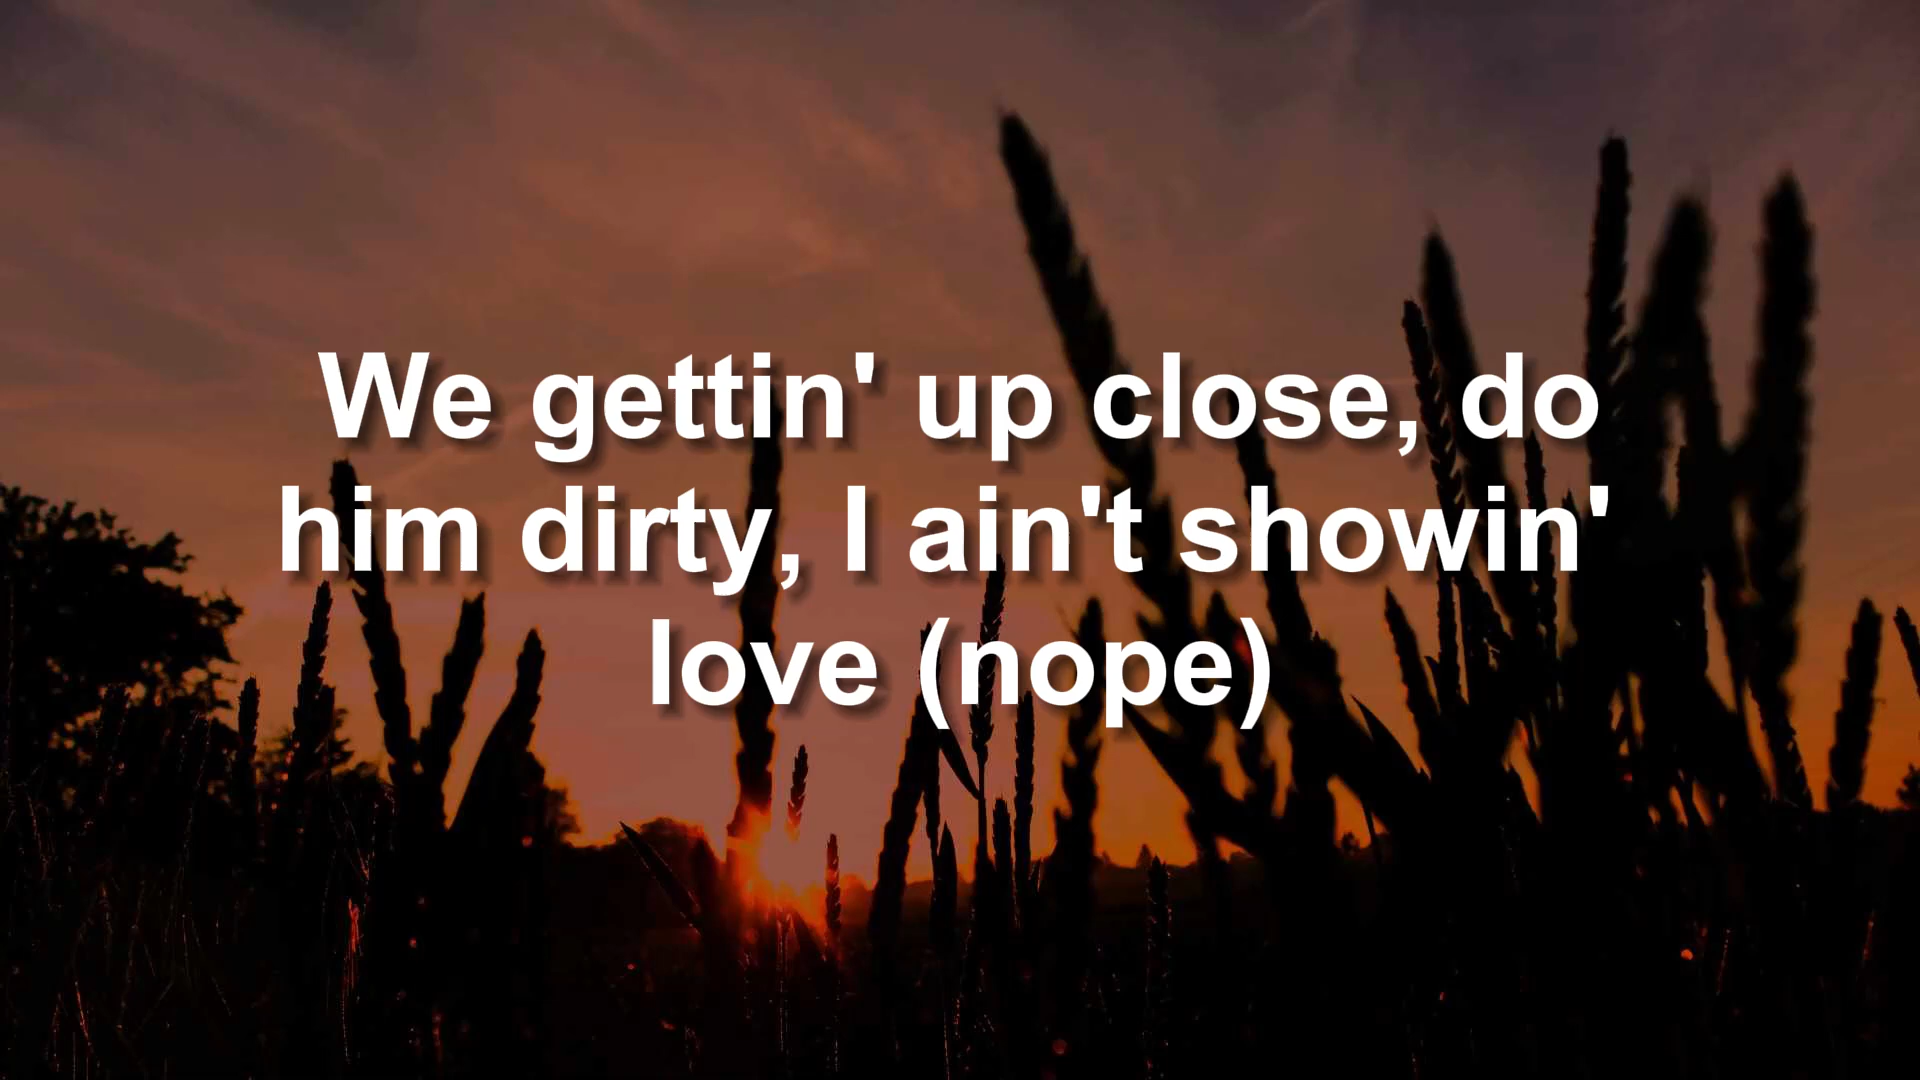 We gettin' up close, do
him dirty, I ain't showin'
love (nope)